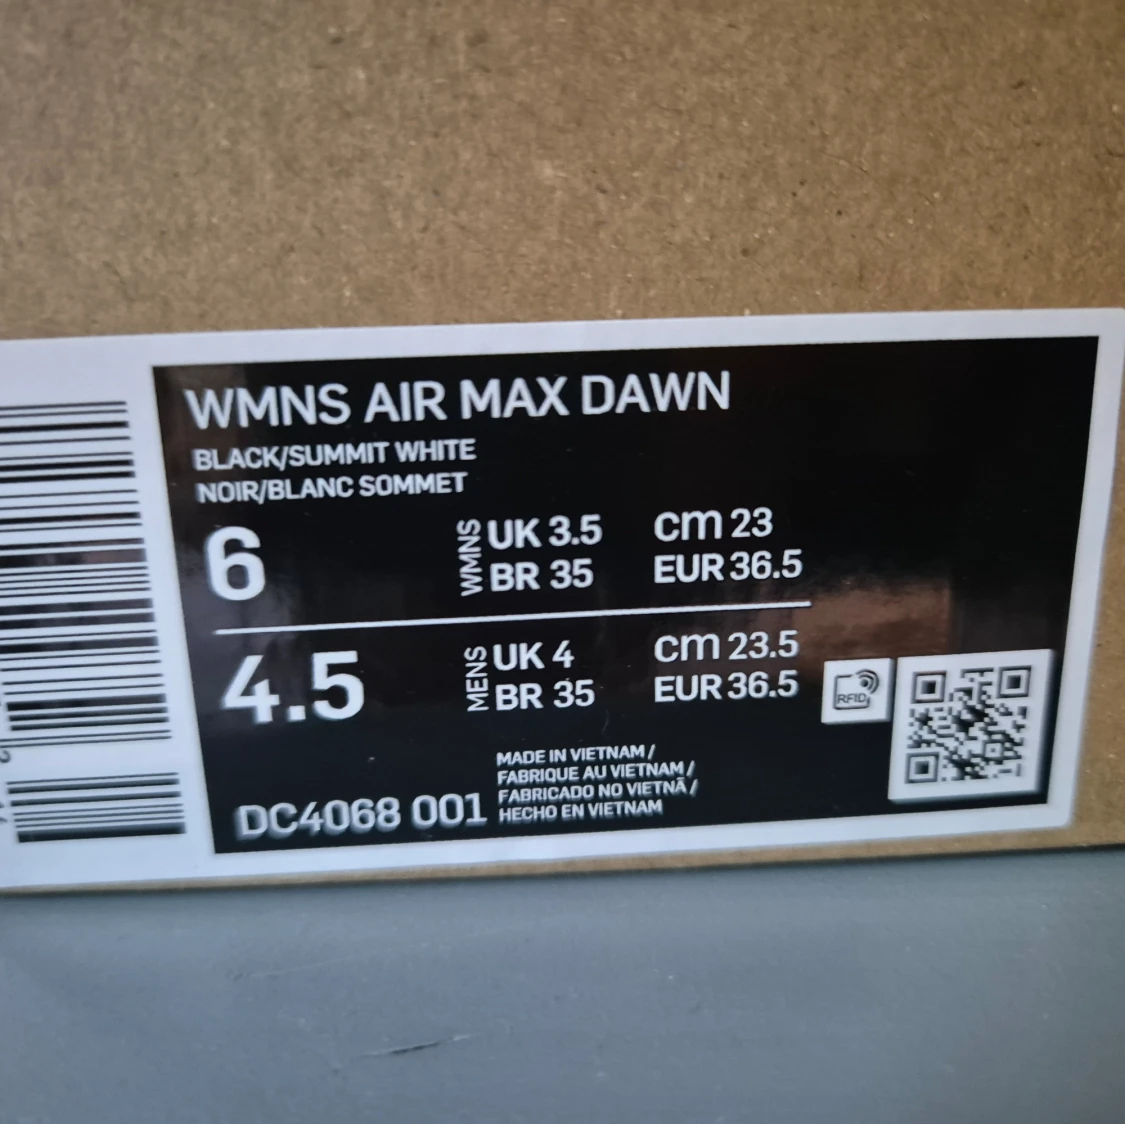 WMNS AIR MAX DAWN
BLACK/SUMMIT WHITE
NOIR/BLANC SOMMET
6
WMNS
UK 3.5
cm 23
BR 35
EUR 36.5
4.5
MENS
UK 4
cm 23.5
BR 35
EUR 36.5
RFID
MADE IN VIETNAM /
FABRIQUE AU VIETNAM /
FABRICADO NO VIETNÃ /
HECHO EN VIETNAM
DC4068 001